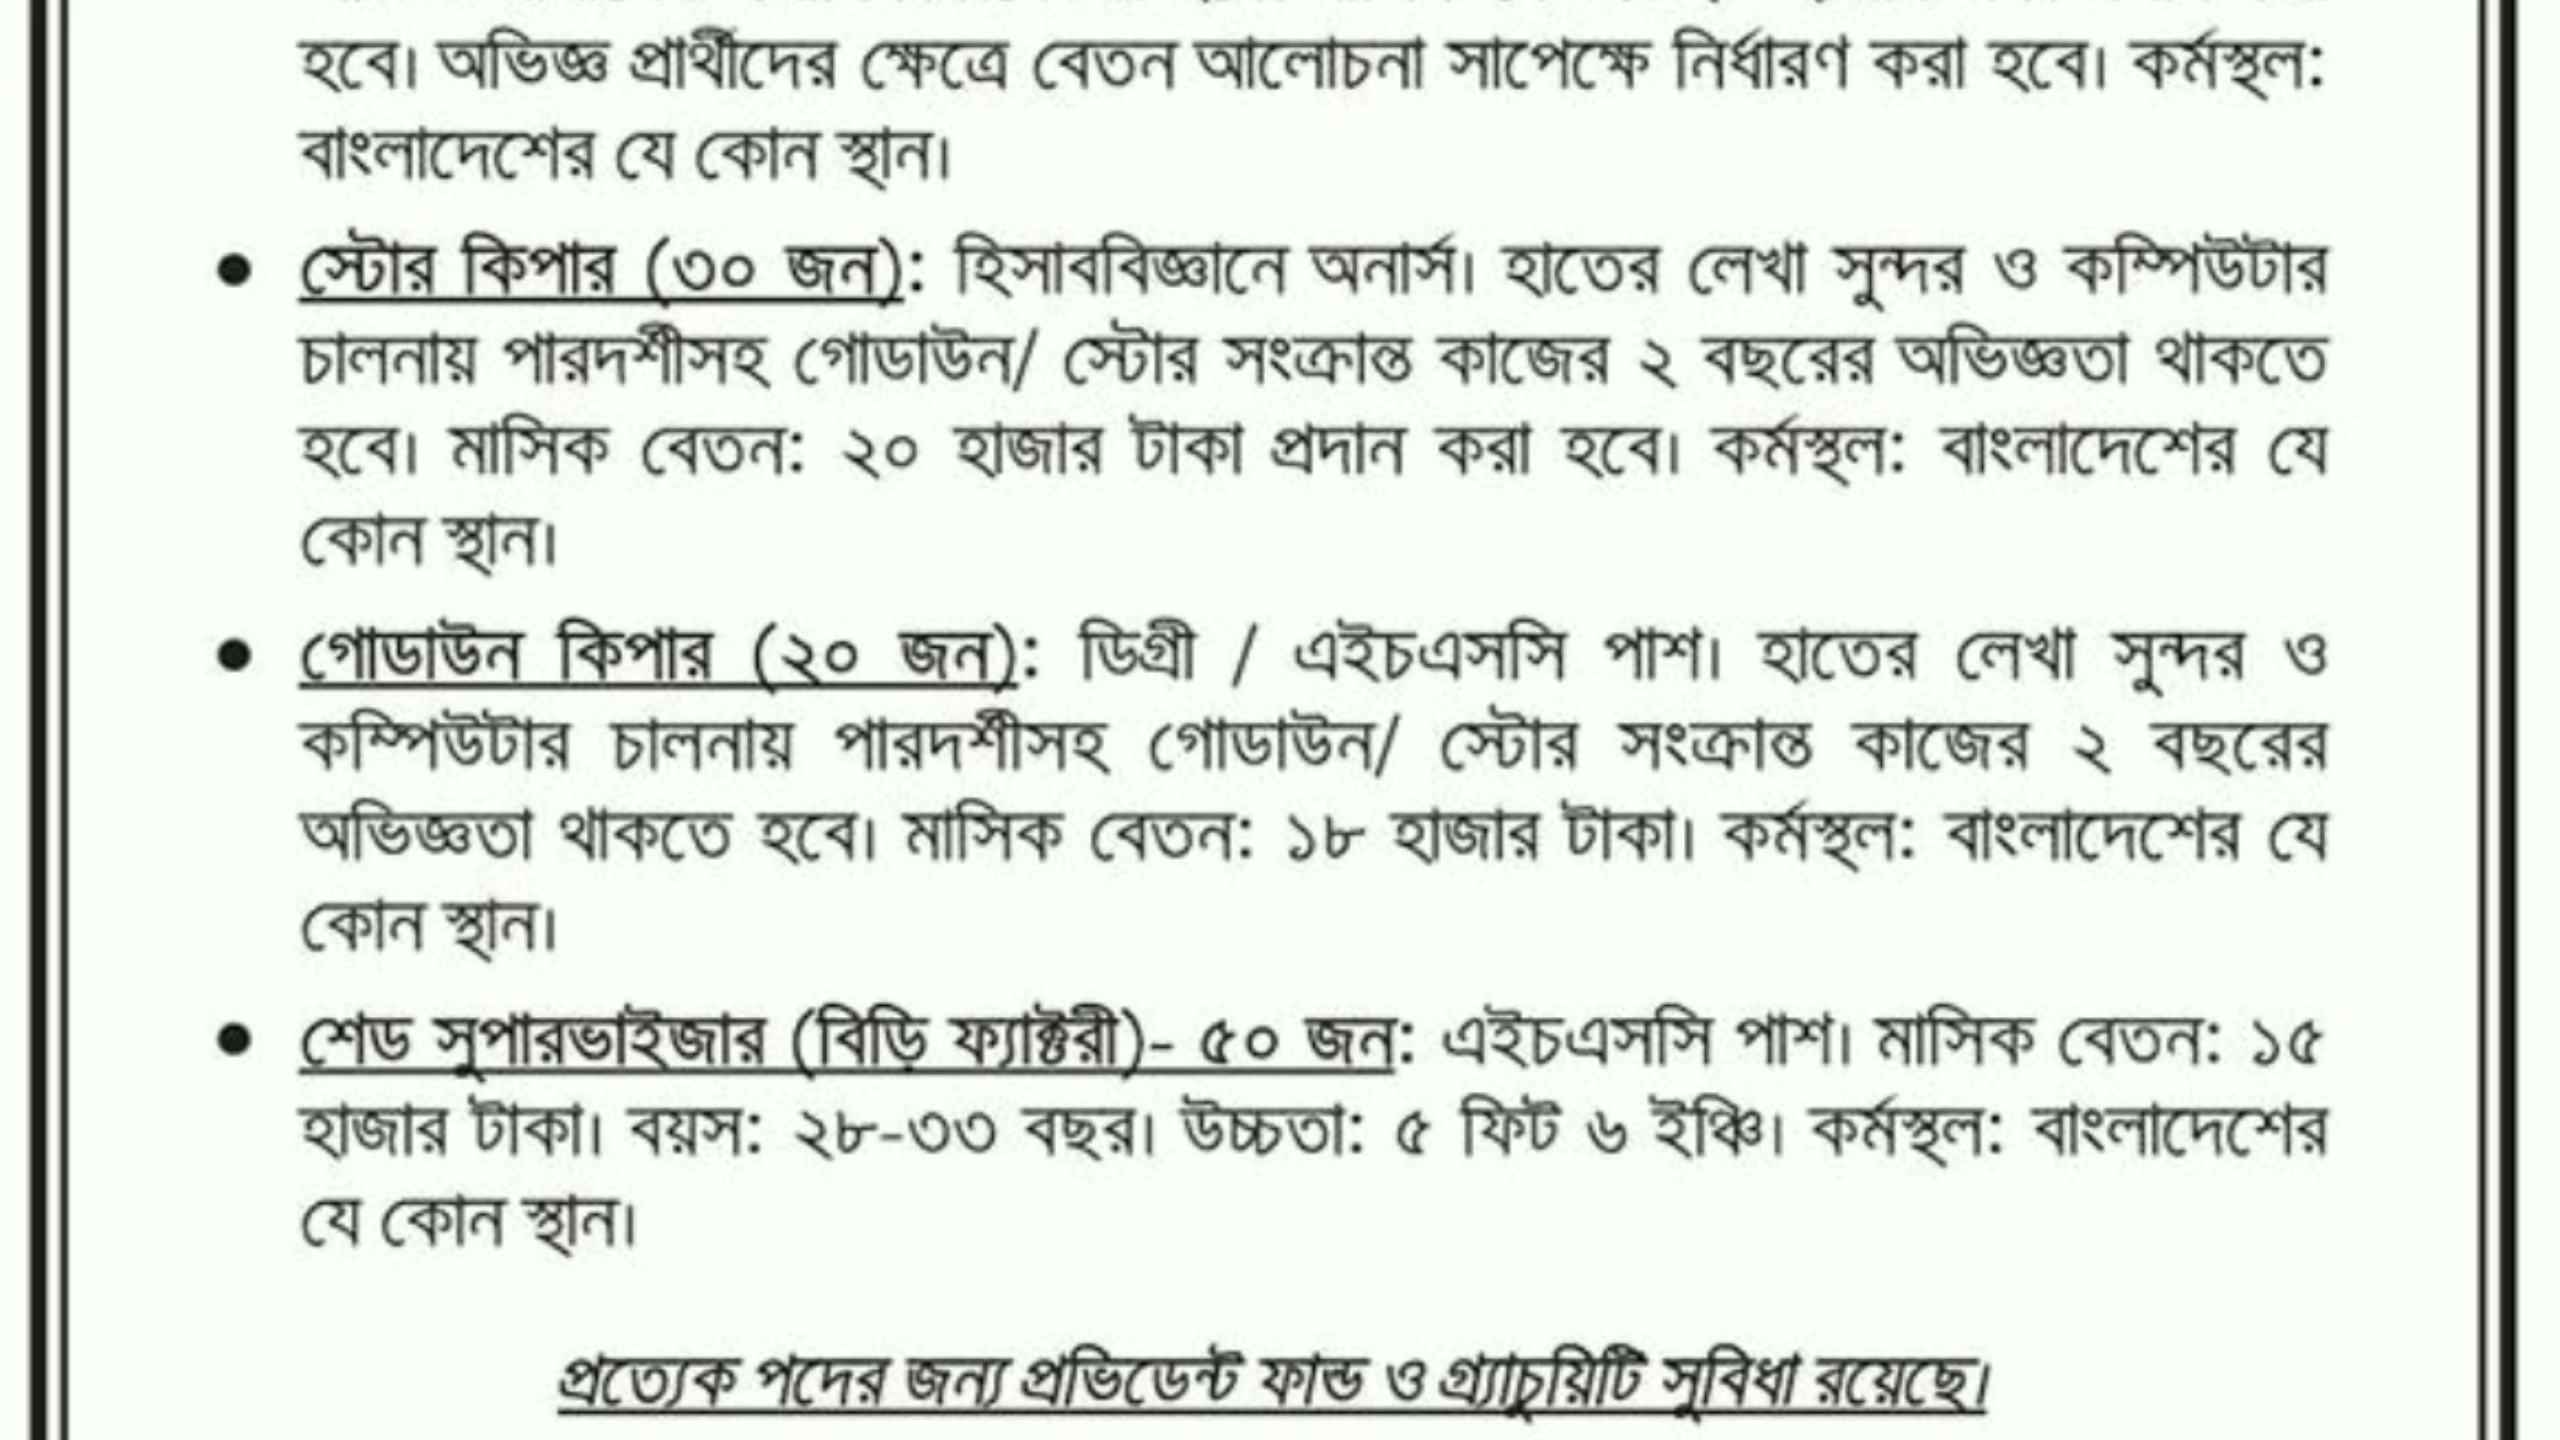 হবে। অভিজ্ঞ প্রার্থীদের ক্ষেত্রে বেতন আলোচনা সাপেক্ষে নির্ধারণ করা হবে। কর্মস্থল:
বাংলাদেশের যে কোন স্থান।
● স্টোর কিপার (৩০ জন): হিসাববিজ্ঞানে অনার্স। হাতের লেখা সুন্দর ও কম্পিউটার
চালনায় পারদর্শীসহ গোডাউন/ স্টোর সংক্রান্ত কাজের ২ বছরের অভিজ্ঞতা থাকতে
হবে। মাসিক বেতন: ২০ হাজার টাকা প্রদান করা হবে। কর্মস্থল: বাংলাদেশের যে
কোন স্থান।
● গোডাউন কিপার (২০ জন): ডিগ্রী / এইচএসসি পাশ। হাতের লেখা সুন্দর ও
কম্পিউটার চালনায় পারদর্শীসহ গোডাউন/ স্টোর সংক্রান্ত কাজের ২ বছরের
অভিজ্ঞতা থাকতে হবে। মাসিক বেতন: ১৮ হাজার টাকা। কর্মস্থল: বাংলাদেশের যে
কোন স্থান।
● শেড সুপারভাইজার (বিড়ি ফ্যাক্টরী)- ৫০ জন: এইচএসসি পাশ। মাসিক বেতন: ১৫
হাজার টাকা। বয়স: ২৮-৩৩ বছর। উচ্চতা: ৫ ফিট ৬ ইঞ্চি। কর্মস্থল: বাংলাদেশের
যে কোন স্থান।
প্রত্যেক পদের জন্য প্রভিডেন্ট ফান্ড ও গ্র্যাচুয়িটি সুবিধা রয়েছে।